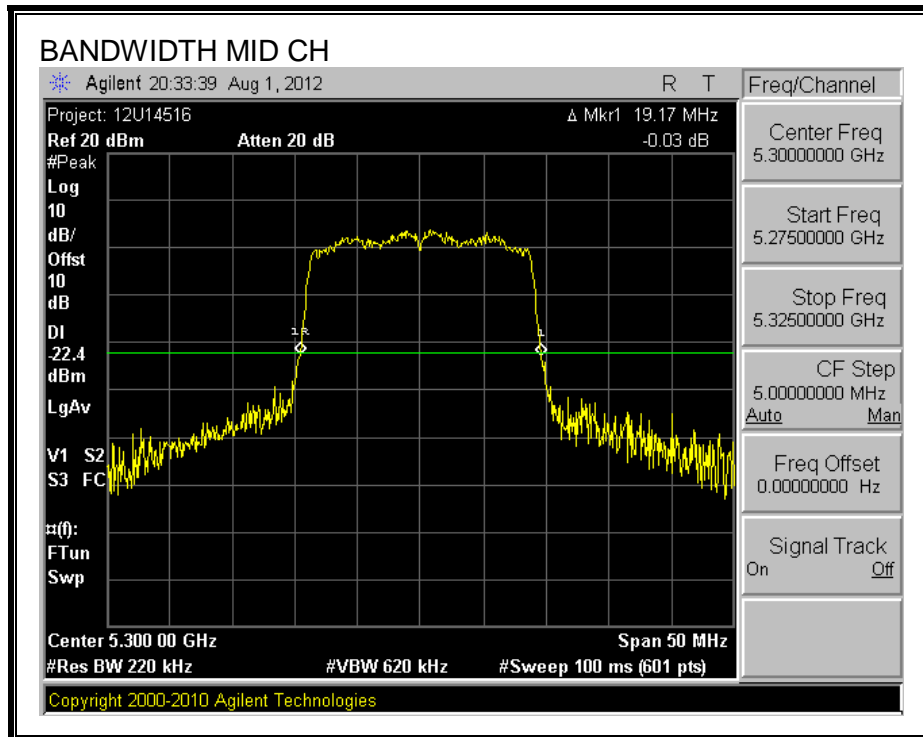 BANDWIDTH MID CH
Agilent 20:33:39 Aug 1, 2012 R T
Project: 12U14516 Δ Mkr1 19.17 MHz
Ref 20 dBm Atten 20 dB -0.03 dB
#Peak
Log
10
dB/
Offst
10
dB
DI
-22.4
dBm
LgAv
V1 S2
S3 FC
¤(f):
FTun
Swp
1R
1
Center 5.300 00 GHz Span 50 MHz
#Res BW 220 kHz #VBW 620 kHz #Sweep 100 ms (601 pts)
Copyright 2000-2010 Agilent Technologies
Freq/Channel
Center Freq
5.30000000 GHz
Start Freq
5.27500000 GHz
Stop Freq
5.32500000 GHz
CF Step
5.00000000 MHz
Auto Man
Freq Offset
0.00000000 Hz
Signal Track
On Off